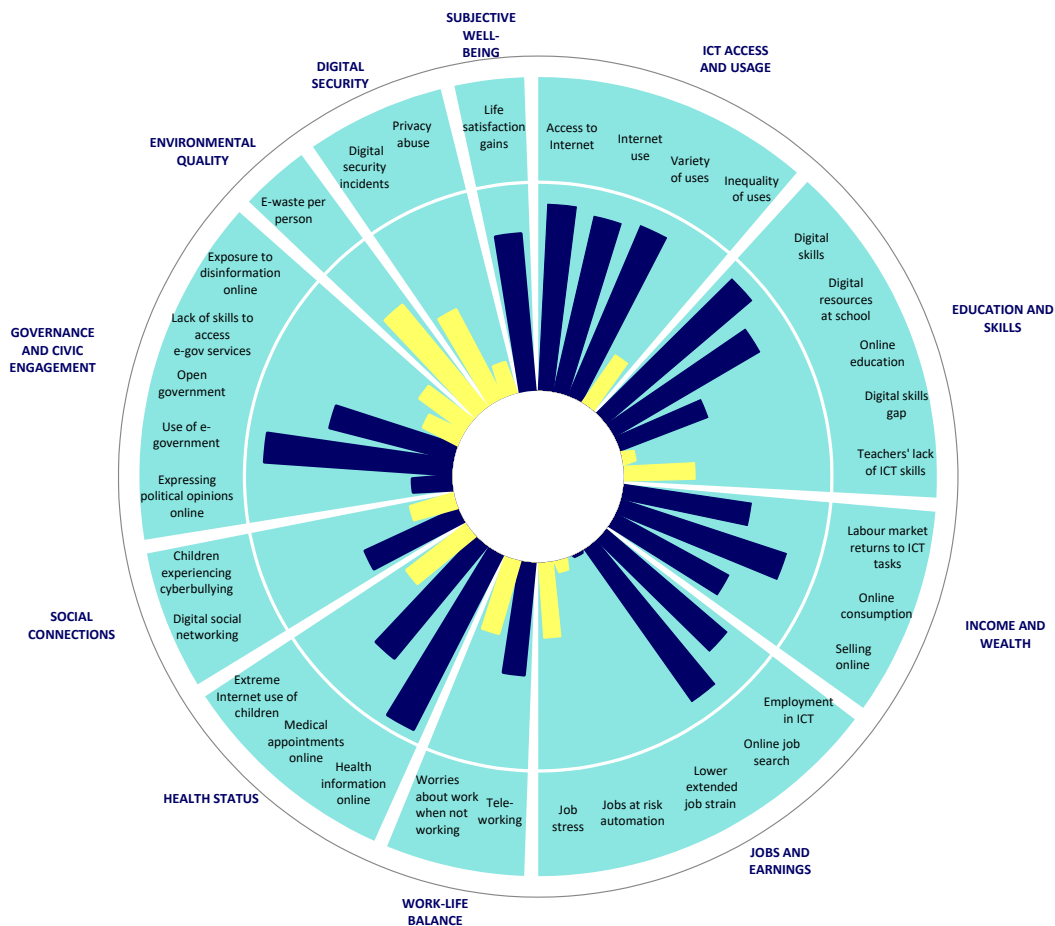 SUBJECTIVE
WELL-
BEING
ICT ACCESS
AND USAGE
DIGITAL
SECURITY
ENVIRONMENTAL
QUALITY
Life
satisfaction
gains
Access to
Internet
Internet
use
Variety
of uses
Inequality
of uses
Privacy
abuse
Digital
security
incidents
E-waste per
person
Digital
skills
Digital
resources
at school
Online
education
Digital skills
gap
Teachers' lack
of ICT skills
EDUCATION AND
SKILLS
Exposure to
disinformation
online
Lack of skills to
access
e-gov services
Open
government
Use of e-
government
Expressing
political opinions
online
GOVERNANCE
AND CIVIC
ENGAGEMENT
Labour market
returns to ICT
tasks
Online
consumption
Selling
online
INCOME AND
WEALTH
Children
experiencing
cyberbullying
Digital social
networking
SOCIAL
CONNECTIONS
Extreme
Internet use of
children
Medical
appointments
online
Health
information
online
HEALTH STATUS
Worries
about work
when not
working
Tele-
working
WORK-LIFE
BALANCE
Job
stress
Jobs at risk
automation
Lower
extended
job strain
Online job
search
Employment
in ICT
JOBS AND
EARNINGS